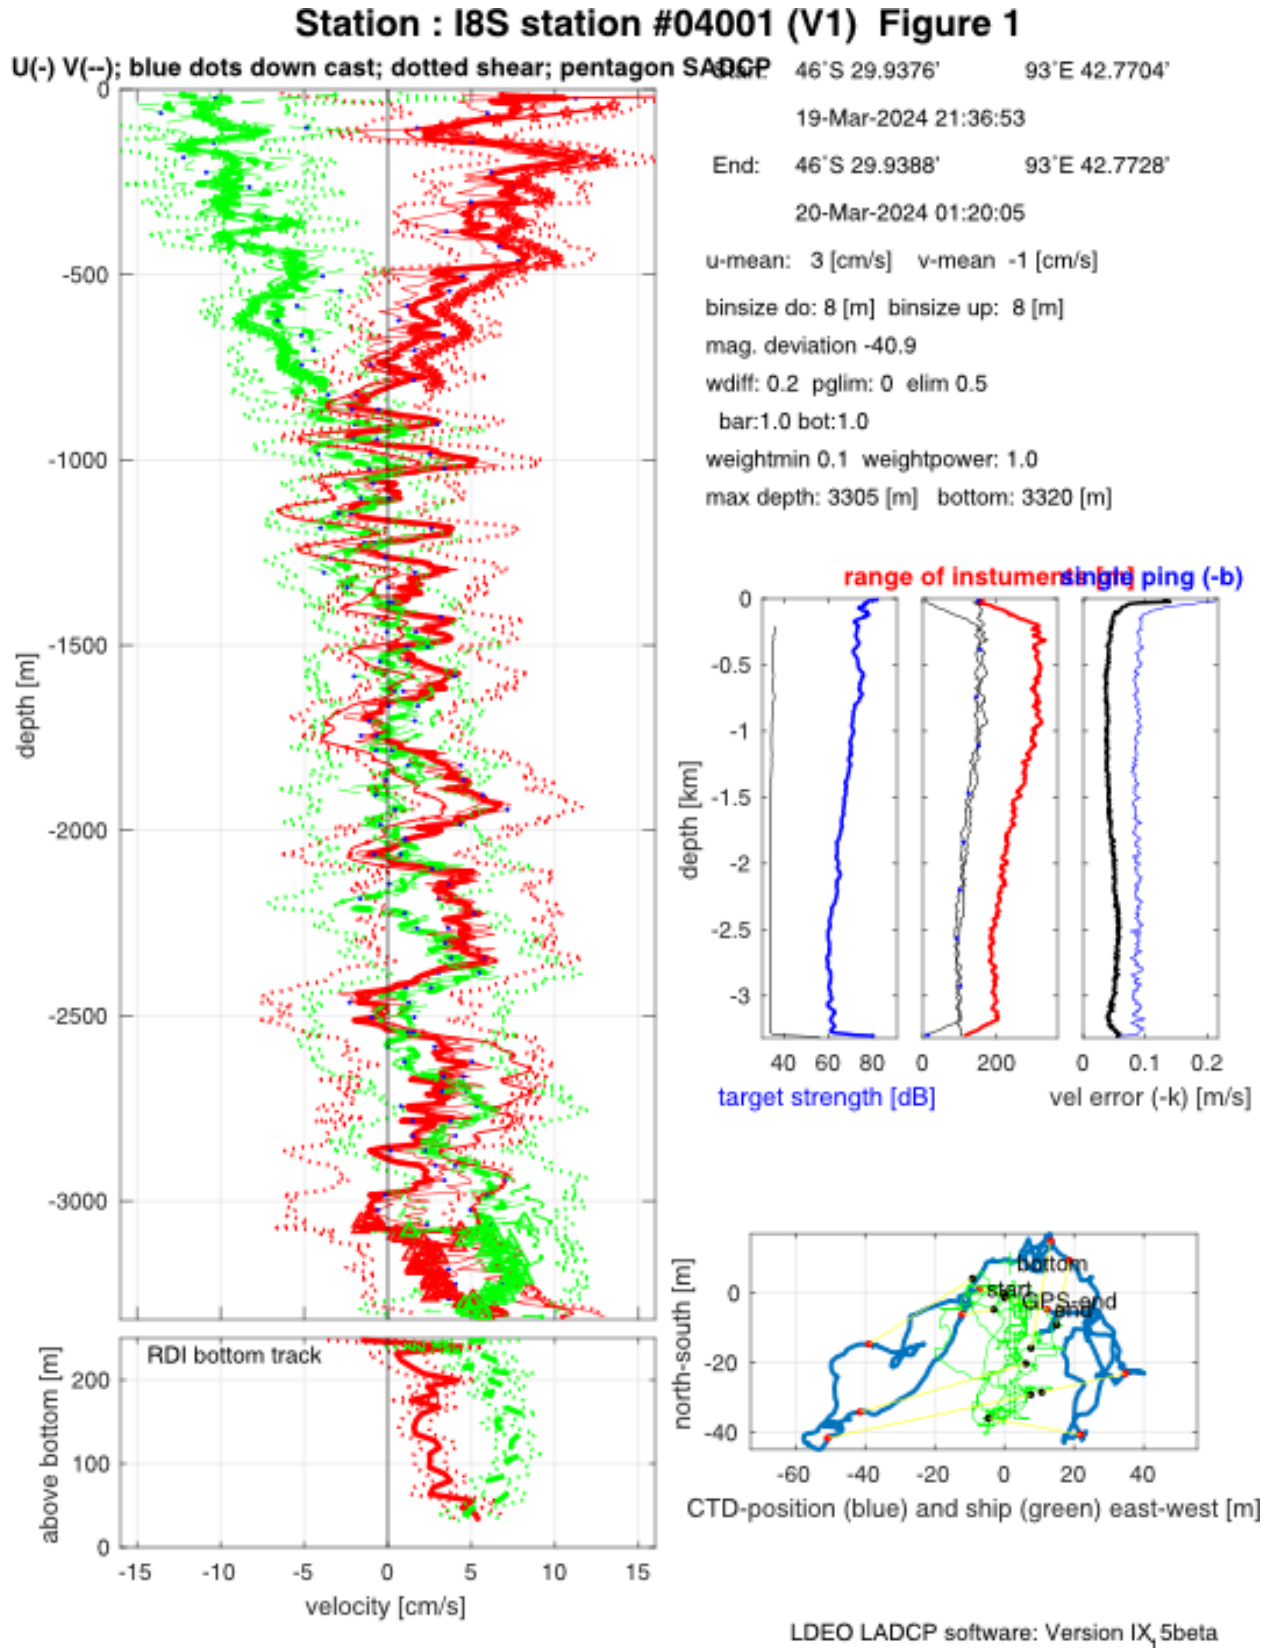 Station : I8S station #04001 (V1) Figure 1
U(-) V(--); blue dots down cast; dotted shear; pentagon SADCP
Start: 46°S 29.9376' 93°E 42.7704'
19-Mar-2024 21:36:53
End: 46°S 29.9388' 93°E 42.7728'
20-Mar-2024 01:20:05
u-mean: 3 [cm/s] v-mean -1 [cm/s]
binsize do: 8 [m] binsize up: 8 [m]
mag. deviation -40.9
wdiff: 0.2 pglim: 0 elim 0.5
bar:1.0 bot:1.0
weightmin 0.1 weightpower: 1.0
max depth: 3305 [m] bottom: 3320 [m]
0
-500
-1000
-1500
-2000
-2500
-3000
depth [m]
RDI bottom track
200
100
0
above bottom [m]
-15 -10 -5 0 5 10 15
velocity [cm/s]
range of instuments [m]
single ping (-b)
0
-0.5
-1
-1.5
-2
-2.5
-3
depth [km]
40 60 80
0 200
0 0.1 0.2
target strength [dB]
vel error (-k) [m/s]
bottom
start
GPS-end
end
0
-20
-40
north-south [m]
-60 -40 -20 0 20 40
CTD-position (blue) and ship (green) east-west [m]
LDEO LADCP software: Version IX,5beta